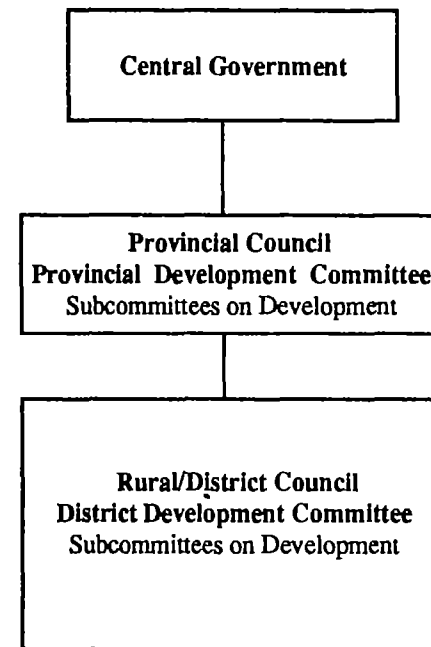 Central Government
Provincial Council
Provincial Development Committee
Subcommittees on Development
Rural/District Council
District Development Committee
Subcommittees on Development